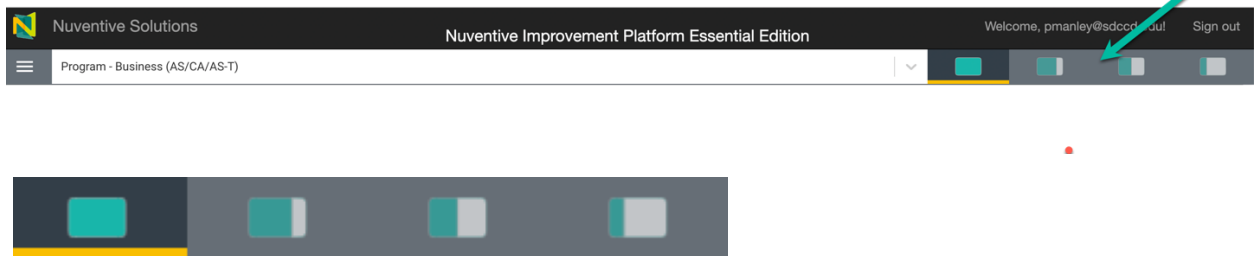 Nuventive Solutions
Nuventive Improvement Platform Essential Edition
Welcome, pmanley@sdccd.edu! Sign out
Program - Business (AS/CA/AS-T)